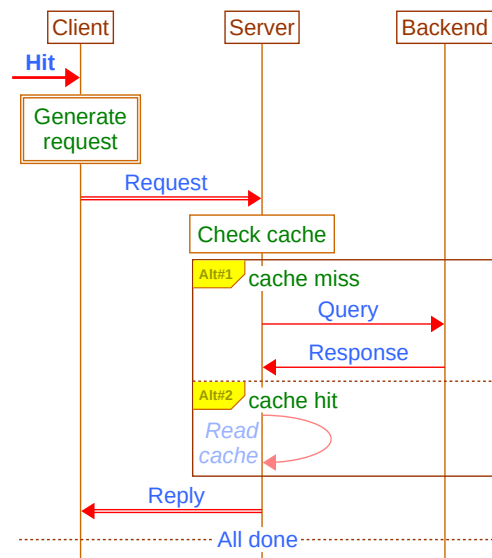 Client
Server
Backend
Hit
Generate
request
Request
Check cache
Alt#1
cache miss
Query
Response
Alt#2
cache hit
Read
cache
Reply
All done